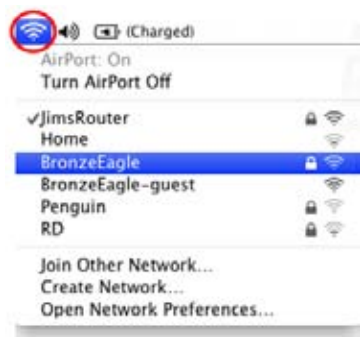 (Charged)
AirPort: On
Turn AirPort Off
✓JimsRouter
Home
BronzeEagle
BronzeEagle-guest
Penguin
RD
Join Other Network...
Create Network...
Open Network Preferences...